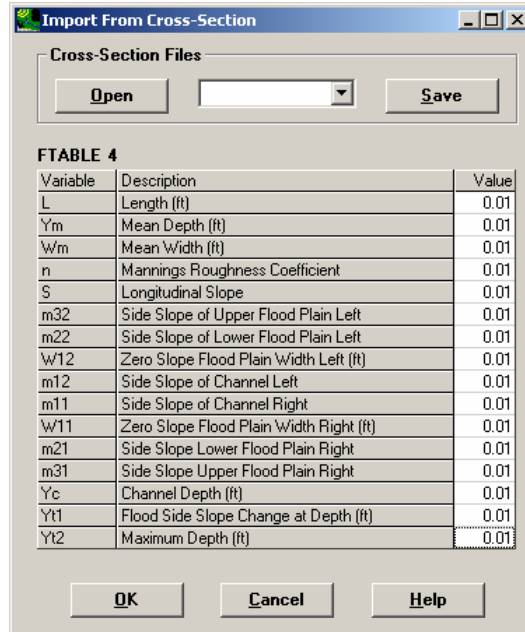 Import From Cross-Section
Cross-Section Files
Open Save
FTABLE 4
Variable Description Value
L Length (ft) 0.01
Ym Mean Depth (ft) 0.01
Wm Mean Width (ft) 0.01
n Mannings Roughness Coefficient 0.01
S Longitudinal Slope 0.01
m32 Side Slope of Upper Flood Plain Left 0.01
m22 Side Slope of Lower Flood Plain Left 0.01
W12 Zero Slope Flood Plain Width Left (ft) 0.01
m12 Side Slope of Channel Left 0.01
m11 Side Slope of Channel Right 0.01
W11 Zero Slope Flood Plain Width Right (ft) 0.01
m21 Side Slope Lower Flood Plain Right 0.01
m31 Side Slope Upper Flood Plain Right 0.01
Yc Channel Depth (ft) 0.01
Yt1 Flood Side Slope Change at Depth (ft) 0.01
Yt2 Maximum Depth (ft) 0.01
OK Cancel Help